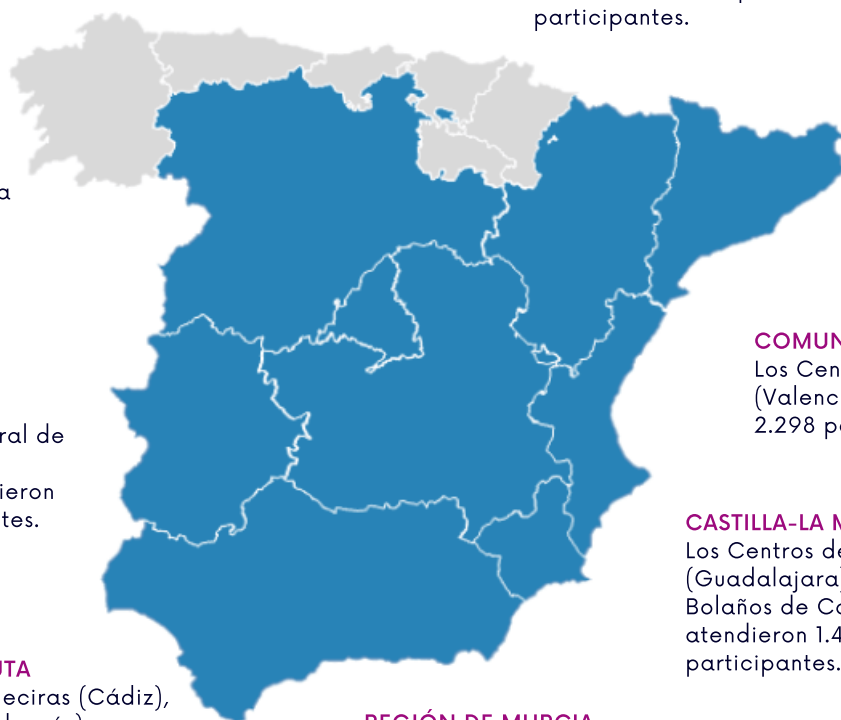 participantes.
a
COMUN
Los Cen
(Valenc
2.298 p
ral de
ieron
tes.
CASTILLA-LA M
Los Centros de
(Guadalajara)
Bolaños de Ca
atendieron 1.4
participantes.
UTA
eciras (Cádiz),
REGIÓN DE MURCIA